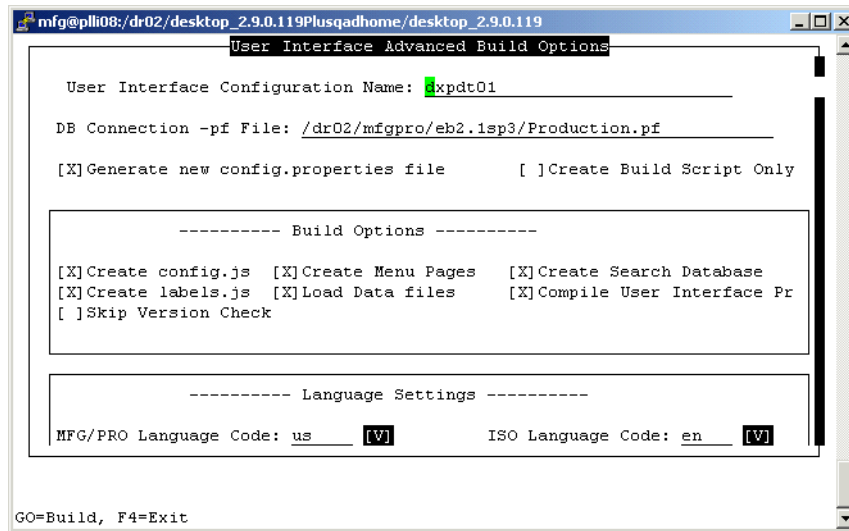 mfg@plli08:/dr02/desktop_2.9.0.119Plusqadhome/desktop_2.9.0.119
User Interface Advanced Build Options
User Interface Configuration Name: dxpdt01
DB Connection -pf File: /dr02/mfgpro/eb2.1sp3/Production.pf
[X]Generate new config.properties file [ ]Create Build Script Only
---------- Build Options ----------
[X]Create config.js [X]Create Menu Pages [X]Create Search Database
[X]Create labels.js [X]Load Data files [X]Compile User Interface Pr
[ ]Skip Version Check
---------- Language Settings ----------
MFG/PRO Language Code: us [V] ISO Language Code: en [V]
GO=Build, F4=Exit